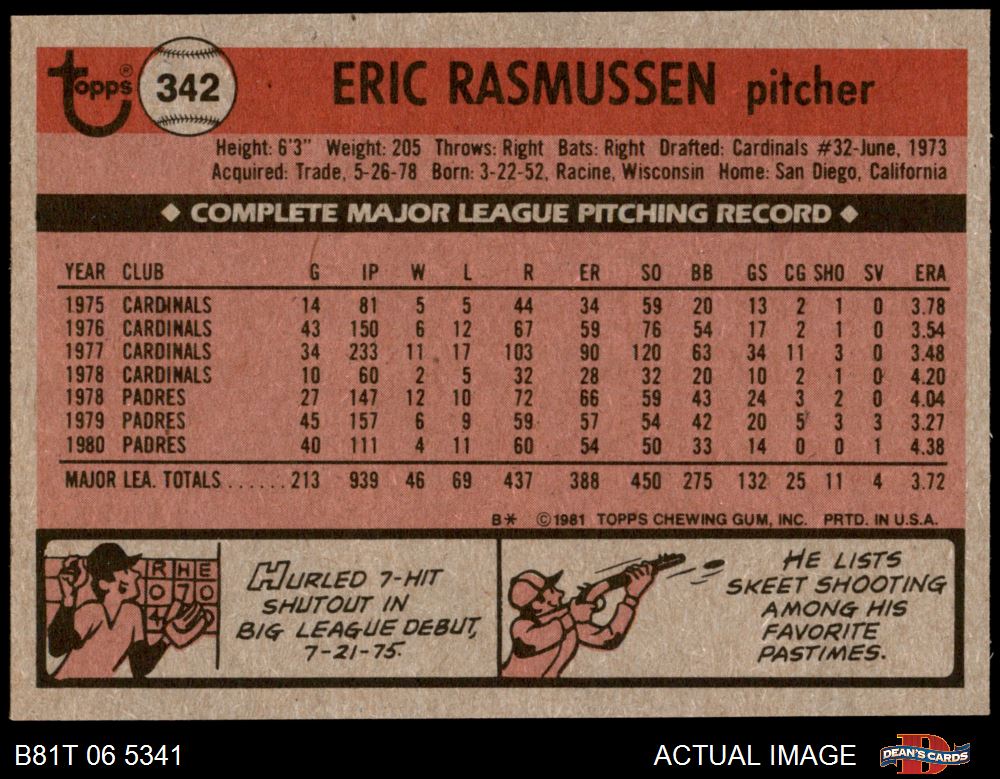 topps® 342 ERIC RASMUSSEN pitcher
Height: 6'3" Weight: 205 Throws: Right Bats: Right Drafted: Cardinals #32-June, 1973
Acquired: Trade, 5-26-78 Born: 3-22-52, Racine, Wisconsin Home: San Diego, California
◆ COMPLETE MAJOR LEAGUE PITCHING RECORD ◆
YEAR CLUB G IP W L R ER SO BB GS CG SHO SV ERA
1975 CARDINALS 14 81 5 5 44 34 59 20 13 2 1 0 3.78
1976 CARDINALS 43 150 6 12 67 59 76 54 17 2 1 0 3.54
1977 CARDINALS 34 233 11 17 103 90 120 63 34 11 3 0 3.48
1978 CARDINALS 10 60 2 5 32 28 32 20 10 2 1 0 4.20
1978 PADRES 27 147 12 10 72 66 59 43 24 3 2 0 4.04
1979 PADRES 45 157 6 9 59 57 54 42 20 5 3 3 3.27
1980 PADRES 40 111 4 11 60 54 50 33 14 0 0 1 4.38
MAJOR LEA. TOTALS ...... 213 939 46 69 437 388 450 275 132 25 11 4 3.72
B* ©1981 TOPPS CHEWING GUM, INC. PRTD. IN U.S.A.
R H E
0 7 0
4
HURLED 7-HIT
SHUTOUT IN
BIG LEAGUE DEBUT,
7-21-75.
HE LISTS
SKEET SHOOTING
AMONG HIS
FAVORITE
PASTIMES.
B81T 06 5341 ACTUAL IMAGE DEAN'S CARDS